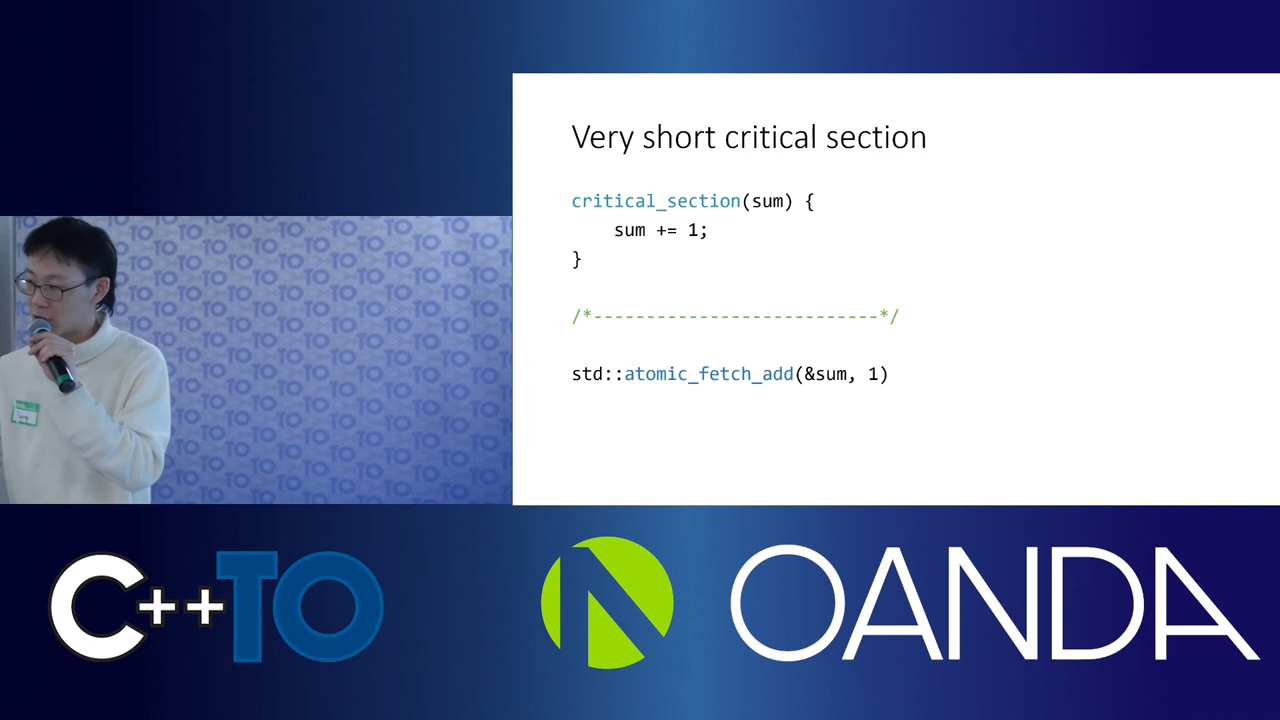 Very short critical section
critical_section(sum) {
sum += 1;
}
/*---------------------------*/
std::atomic_fetch_add(&sum, 1)
C++TO
OANDA